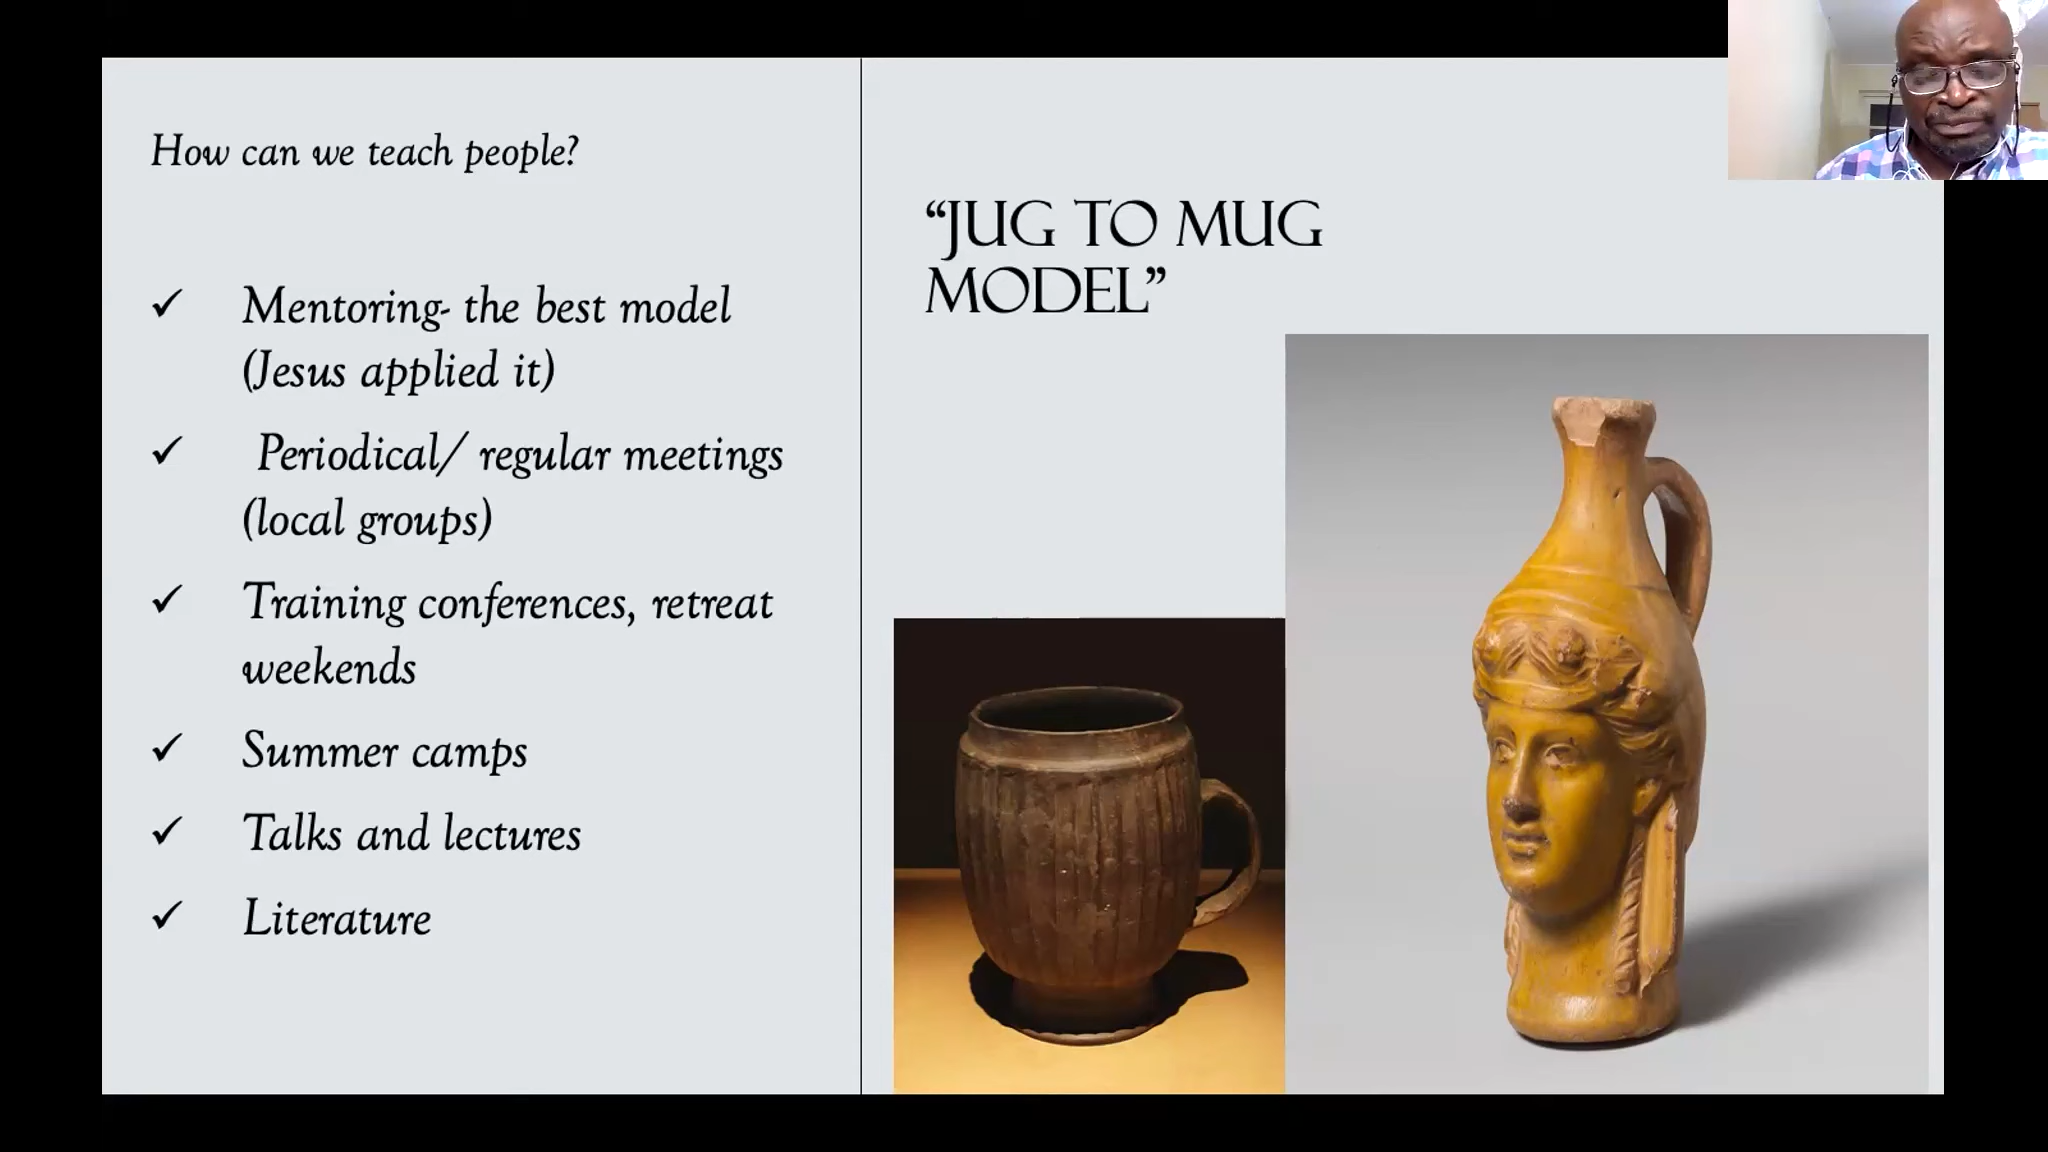 How can we teach people?
✓ Mentoring- the best model
(Jesus applied it)
✓ Periodical/ regular meetings
(local groups)
✓ Training conferences, retreat
weekends
✓ Summer camps
✓ Talks and lectures
✓ Literature
“JUG TO MUG
MODEL”